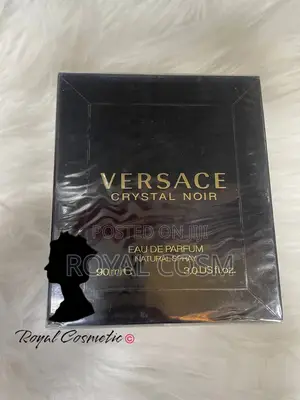 VERSACE
CRYSTAL NOIR
POSTED ON JIJI
EAU DE PARFUM
NATURAL SPRAY
ROYAL COSM
90 ml e 3.0 US fl.oz.
Royal Cosmetic©